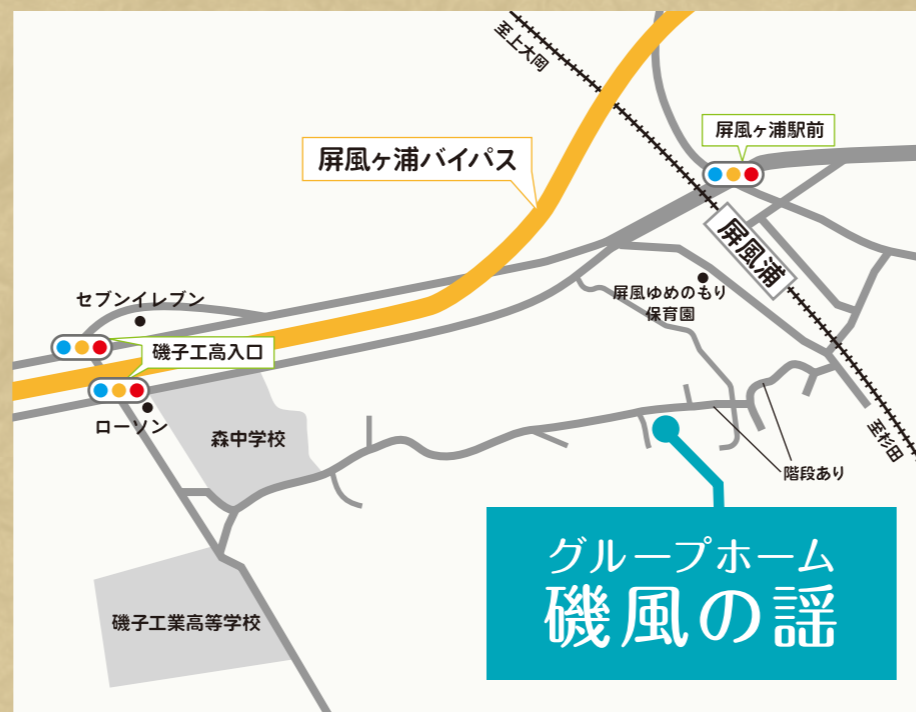 至上大岡
屏風ヶ浦駅前
屏風ヶ浦バイパス
屏風浦
セブンイレブン
屏風ゆめのもり
保育園
磯子工高入口
ローソン
森中学校
至杉田
階段あり
グループホーム
磯風の謡
磯子工業高等学校